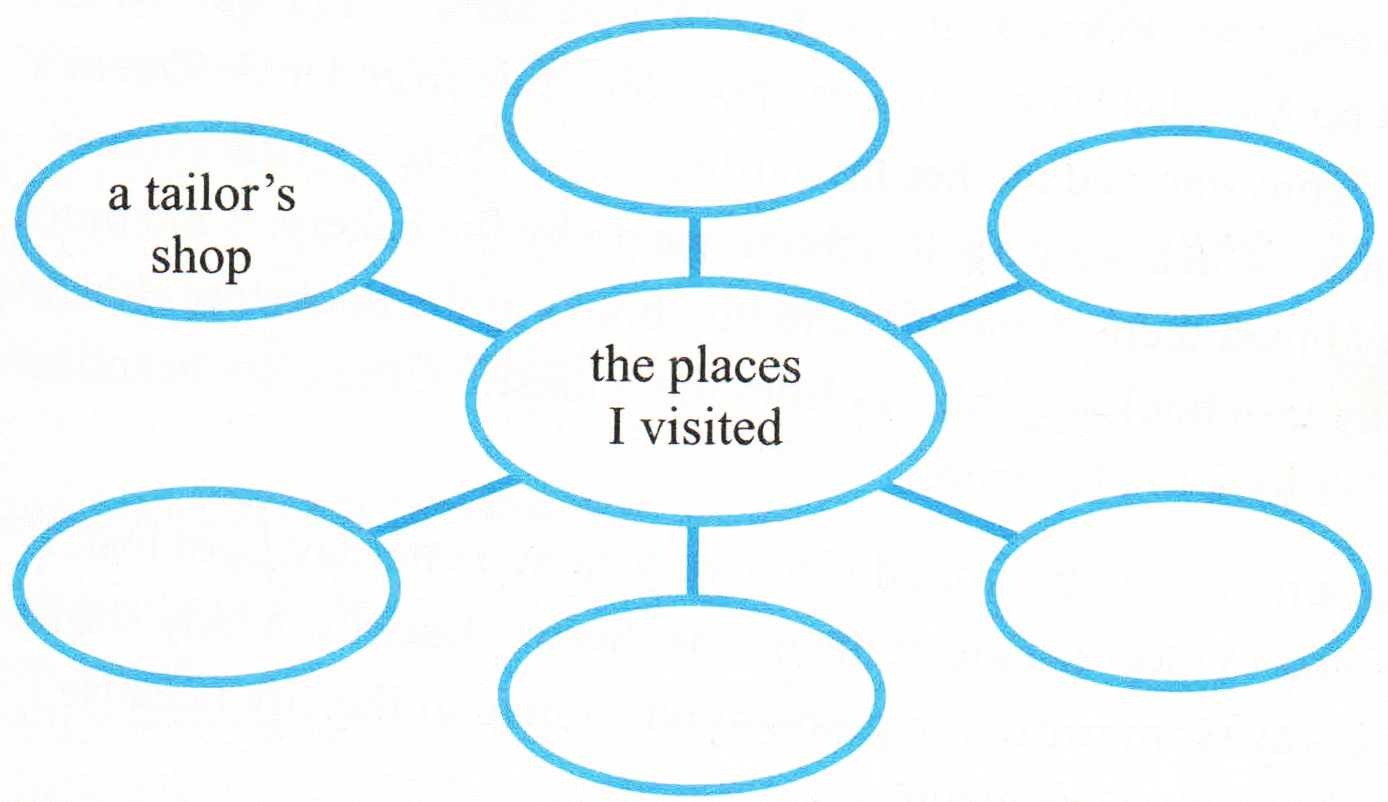 a tailor's
shop
the places
I visited